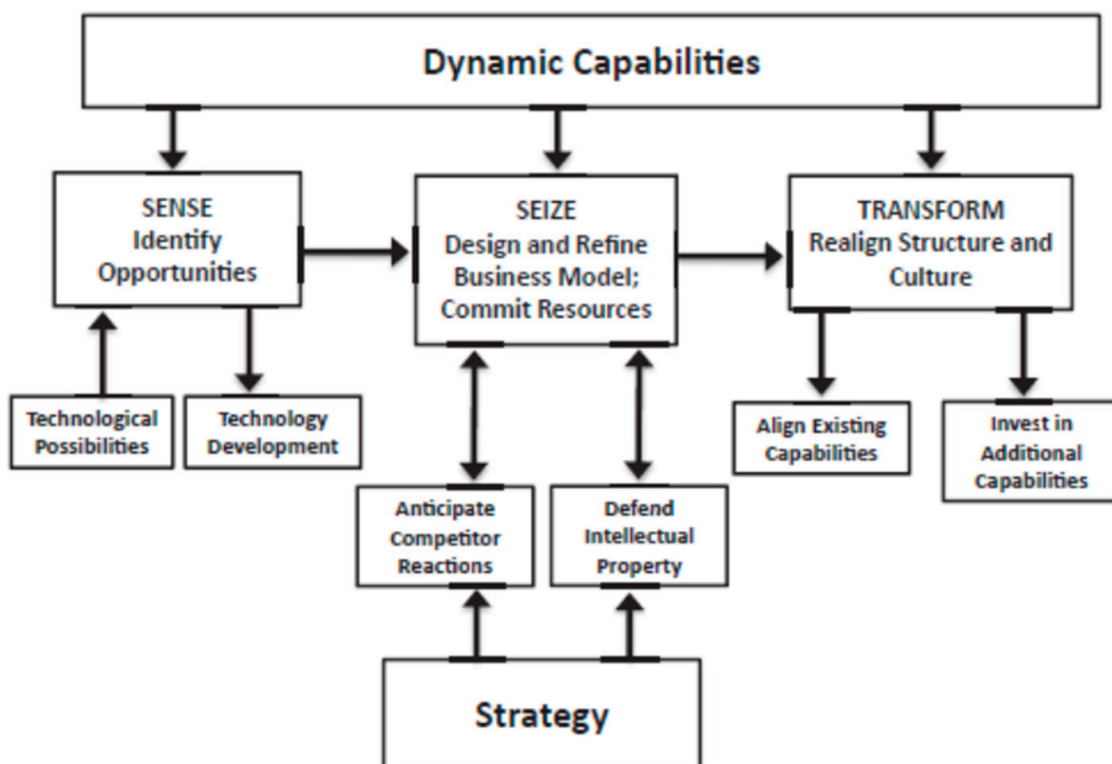 Dynamic Capabilities
SENSE
Identify
Opportunities
SEIZE
Design and Refine
Business Model;
Commit Resources
TRANSFORM
Realign Structure and
Culture
Technological
Possibilities
Technology
Development
Align Existing
Capabilities
Invest in
Additional
Capabilities
Anticipate
Competitor
Reactions
Defend
Intellectual
Property
Strategy